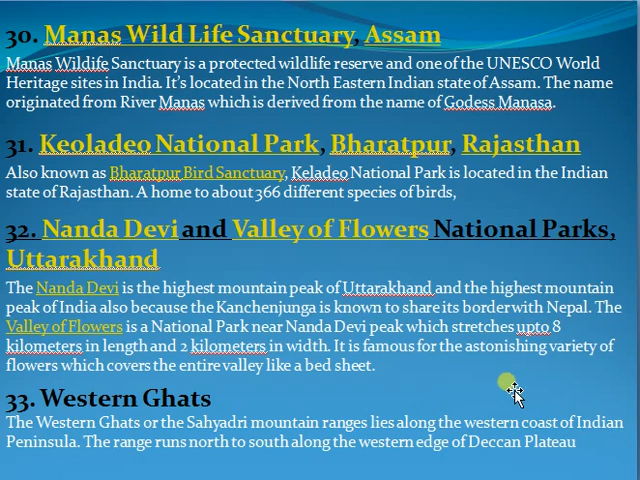 30. Manas Wild Life Sanctuary, Assam
Manas Wildife Sanctuary is a protected wildlife reserve and one of the UNESCO World
Heritage sites in India. It's located in the North Eastern Indian state of Assam. The name
originated from River Manas which is derived from the name of Godess Manasa.
31. Keoladeo National Park, Bharatpur, Rajasthan
Also known as Bharatpur Bird Sanctuary, Keladeo National Park is located in the Indian
state of Rajasthan. A home to about 366 different species of birds,
32. Nanda Devi and Valley of Flowers National Parks,
Uttarakhand
The Nanda Devi is the highest mountain peak of Uttarakhand and the highest mountain
peak of India also because the Kanchenjunga is known to share its border with Nepal. The
Valley of Flowers is a National Park near Nanda Devi peak which stretches upto 8
kilometers in length and 2 kilometers in width. It is famous for the astonishing variety of
flowers which covers the entire valley like a bed sheet.
33. Western Ghats
The Western Ghats or the Sahyadri mountain ranges lies along the western coast of Indian
Peninsula. The range runs north to south along the western edge of Deccan Plateau